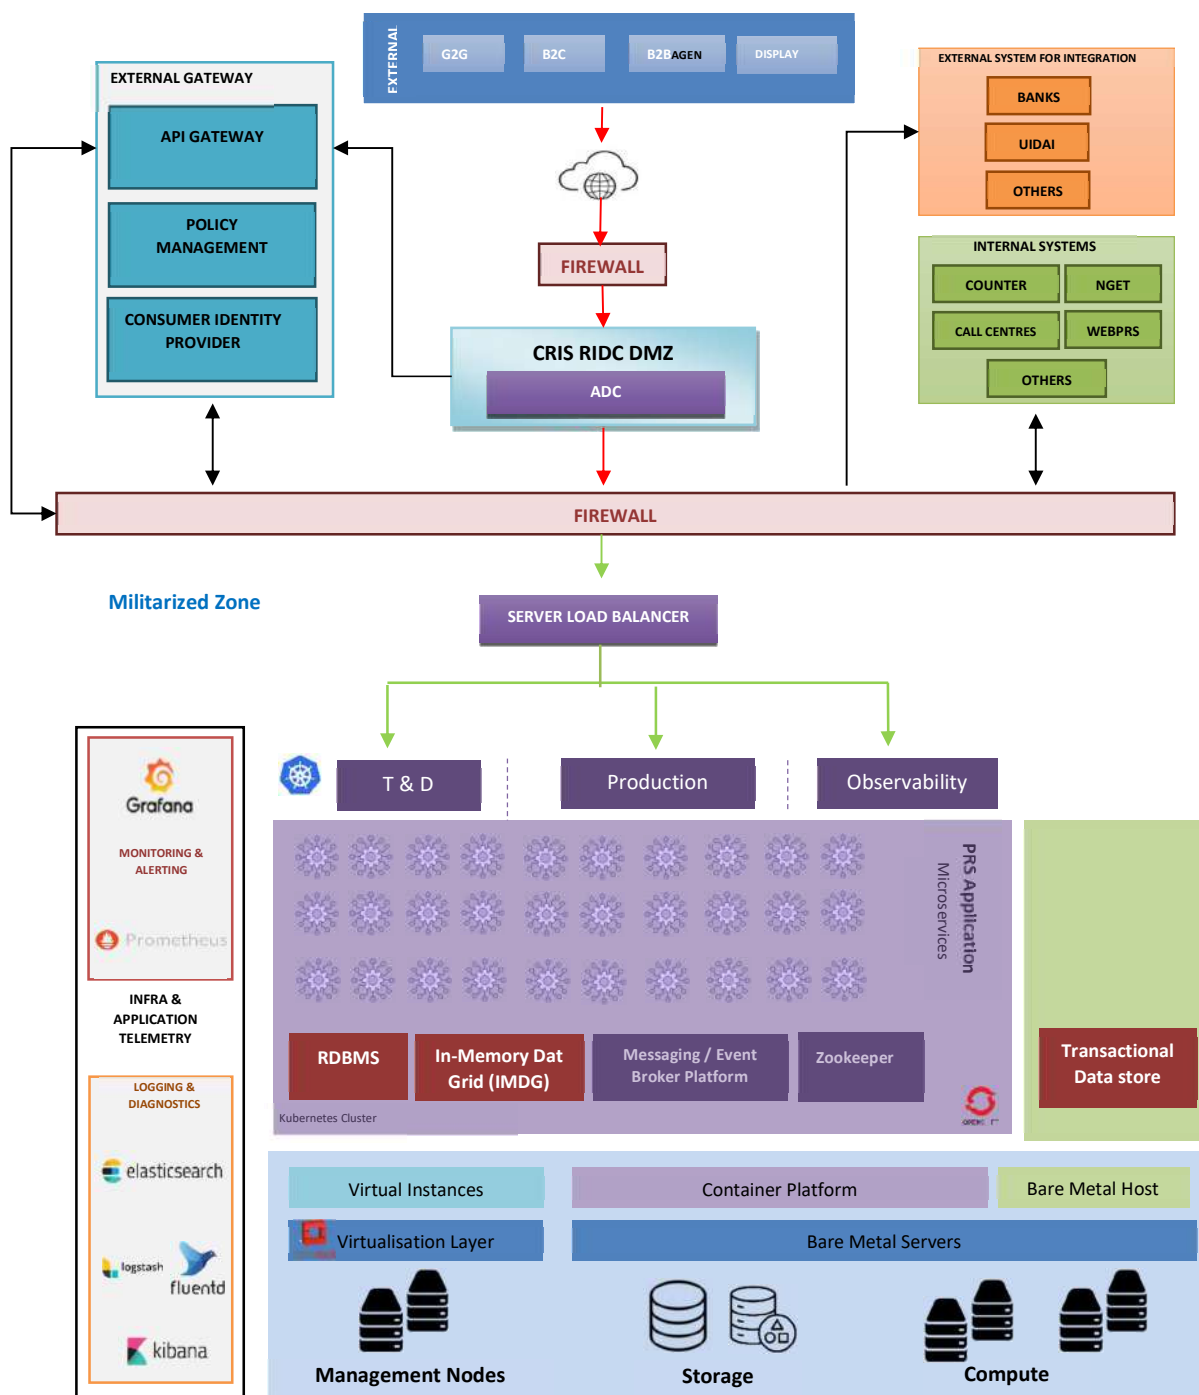 EXTERNAL
G2G
B2C
B2BAGEN
DISPLAY
EXTERNAL GATEWAY
API GATEWAY
POLICY
MANAGEMENT
CONSUMER IDENTITY
PROVIDER
FIREWALL
CRIS RIDC DMZ
ADC
EXTERNAL SYSTEM FOR INTEGRATION
BANKS
UIDAI
OTHERS
INTERNAL SYSTEMS
COUNTER
NGET
CALL CENTRES
WEBPRS
OTHERS
FIREWALL
Militarized Zone
SERVER LOAD BALANCER
T & D
Production
Observability
Grafana
MONITORING &
ALERTING
Prometheus
INFRA &
APPLICATION
TELEMETRY
LOGGING &
DIAGNOSTICS
elasticsearch
logstash
fluentd
kibana
PRS Application
Microservices
RDBMS
In-Memory Dat
Grid (IMDG)
Messaging / Event
Broker Platform
Zookeeper
Kubernetes Cluster
Transactional
Data store
Virtual Instances
Container Platform
Bare Metal Host
Virtualisation Layer
Bare Metal Servers
Management Nodes
Storage
Compute